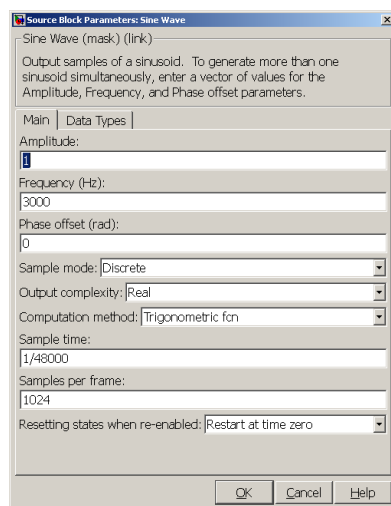 Source Block Parameters: Sine Wave
Sine Wave (mask) (link)
Output samples of a sinusoid. To generate more than one
sinusoid simultaneously, enter a vector of values for the
Amplitude, Frequency, and Phase offset parameters.
Main Data Types
Amplitude:
1
Frequency (Hz):
3000
Phase offset (rad):
0
Sample mode: Discrete
Output complexity: Real
Computation method: Trigonometric fcn
Sample time:
1/48000
Samples per frame:
1024
Resetting states when re-enabled: Restart at time zero
OK Cancel Help